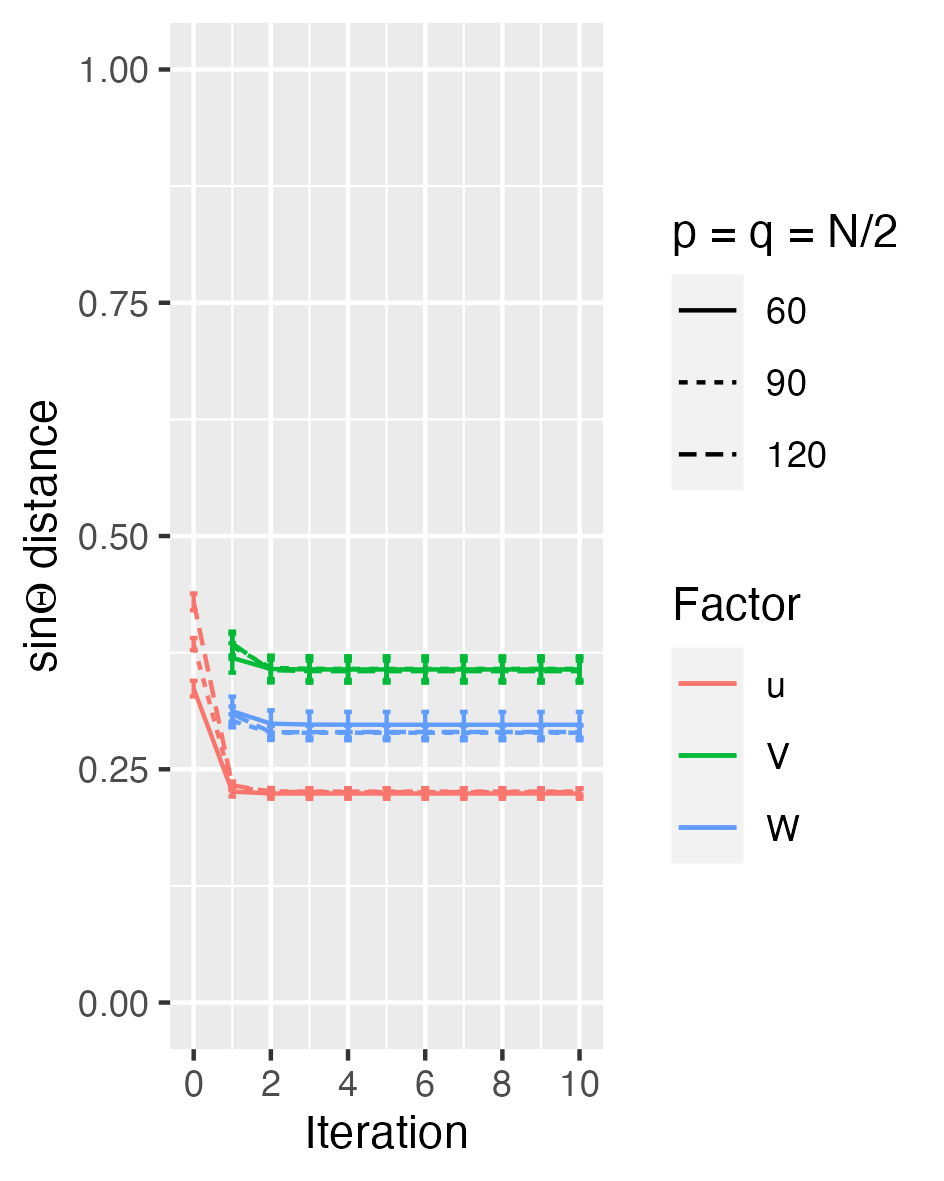 1.00
0.75
0.50
0.25
0.00
sinΘ distance
0 2 4 6 8 10
Iteration
p = q = N/2
60
90
120
Factor
u
V
W